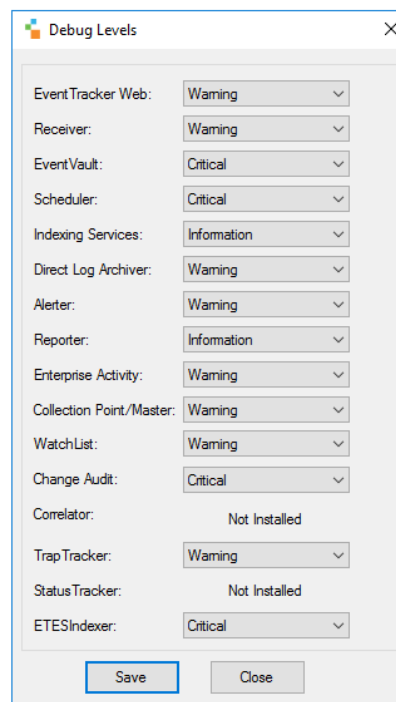 Debug Levels
EventTracker Web: Warning
Receiver: Warning
EventVault: Critical
Scheduler: Critical
Indexing Services: Information
Direct Log Archiver: Warning
Alerter: Warning
Reporter: Information
Enterprise Activity: Warning
Collection Point/Master: Warning
WatchList: Warning
Change Audit: Critical
Correlator: Not Installed
TrapTracker: Warning
StatusTracker: Not Installed
ETESIndexer: Critical
Save Close